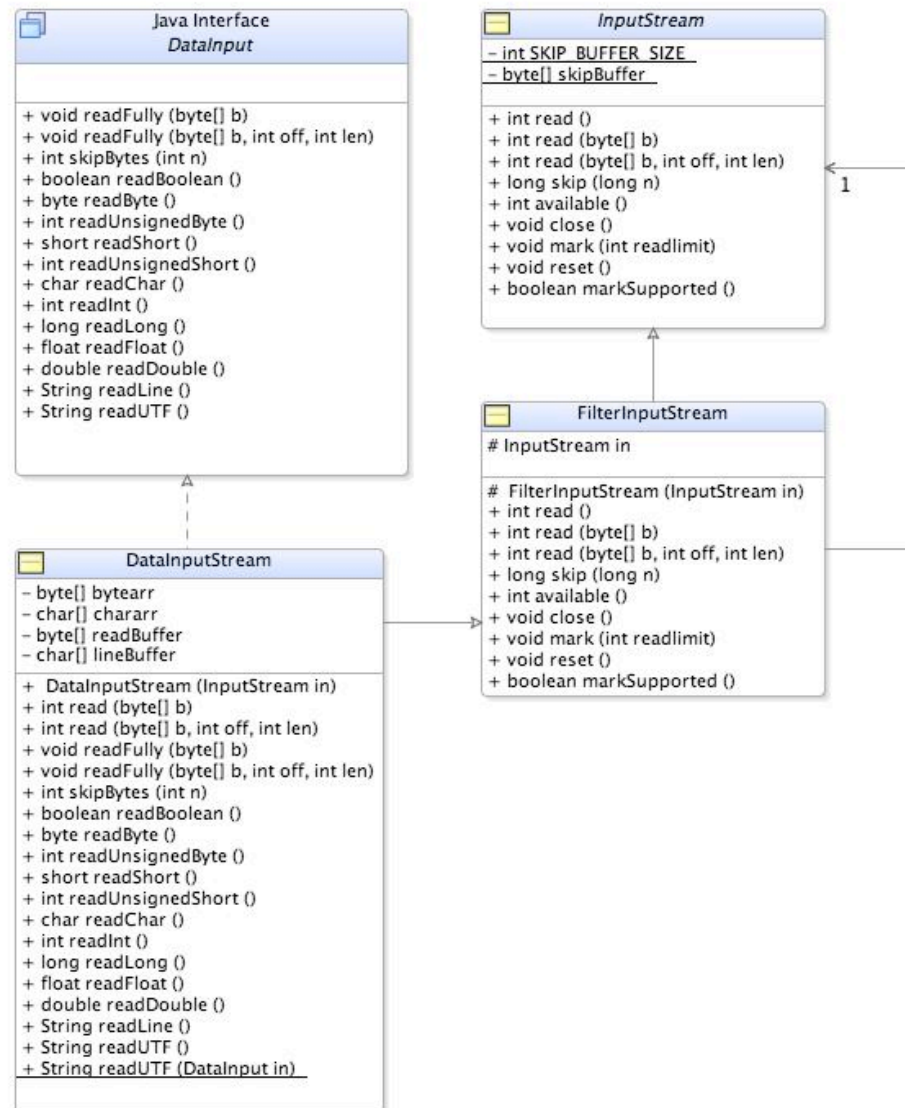 Java Interface
DataInput
+ void readFully (byte[] b)
+ void readFully (byte[] b, int off, int len)
+ int skipBytes (int n)
+ boolean readBoolean ()
+ byte readByte ()
+ int readUnsignedByte ()
+ short readShort ()
+ int readUnsignedShort ()
+ char readChar ()
+ int readInt ()
+ long readLong ()
+ float readFloat ()
+ double readDouble ()
+ String readLine ()
+ String readUTF ()
InputStream
- int SKIP_BUFFER_SIZE
- byte[] skipBuffer
+ int read ()
+ int read (byte[] b)
+ int read (byte[] b, int off, int len)
+ long skip (long n)
+ int available ()
+ void close ()
+ void mark (int readlimit)
+ void reset ()
+ boolean markSupported ()
1
FilterInputStream
# InputStream in
# FilterInputStream (InputStream in)
+ int read ()
+ int read (byte[] b)
+ int read (byte[] b, int off, int len)
+ long skip (long n)
+ int available ()
+ void close ()
+ void mark (int readlimit)
+ void reset ()
+ boolean markSupported ()
DataInputStream
- byte[] bytearr
- char[] chararr
- byte[] readBuffer
- char[] lineBuffer
+ DataInputStream (InputStream in)
+ int read (byte[] b)
+ int read (byte[] b, int off, int len)
+ void readFully (byte[] b)
+ void readFully (byte[] b, int off, int len)
+ int skipBytes (int n)
+ boolean readBoolean ()
+ byte readByte ()
+ int readUnsignedByte ()
+ short readShort ()
+ int readUnsignedShort ()
+ char readChar ()
+ int readInt ()
+ long readLong ()
+ float readFloat ()
+ double readDouble ()
+ String readLine ()
+ String readUTF ()
+ String readUTF (DataInput in)